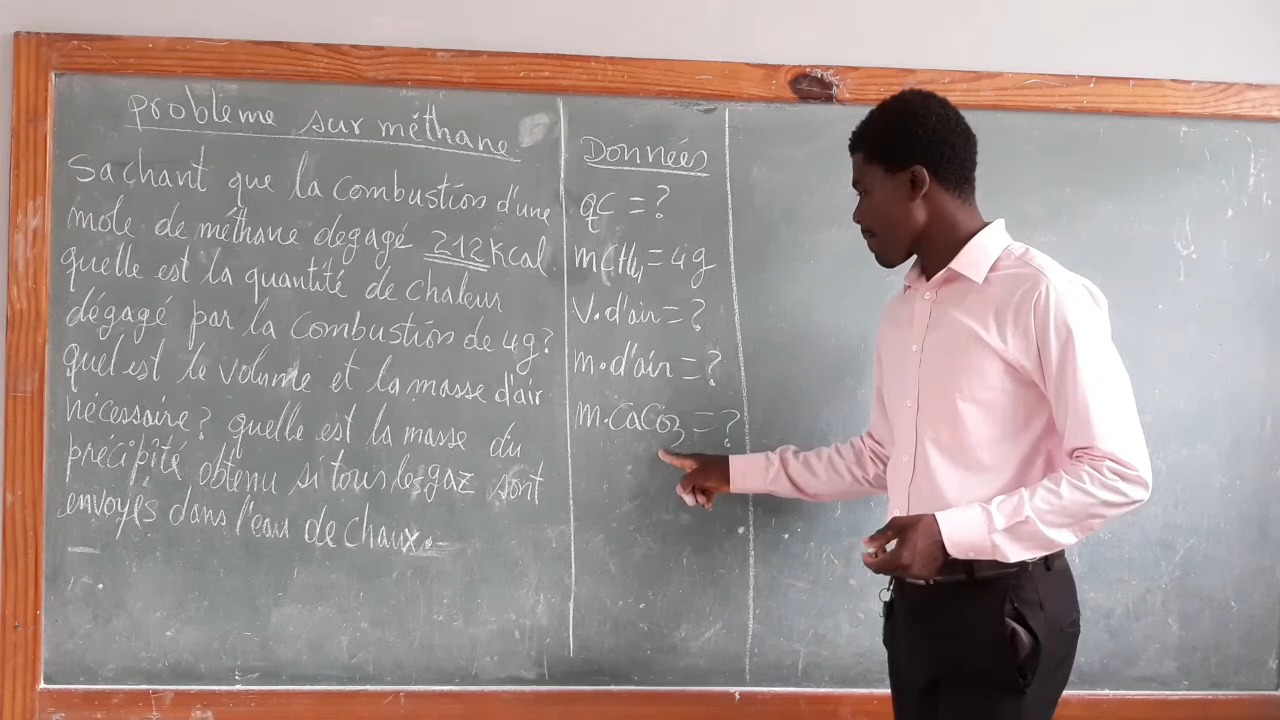 problème sur méthane
Sachant que la combustion d'une
mole de méthane dégagé 212 Kcal
quelle est la quantité de chaleur
dégagé par la combustion de 4g?
quel est le volume et la masse d'air
nécessaire? quelle est la masse du
précipité obtenu si tous les gaz sont
envoyés dans l'eau de chaux.
Données
qc = ?
mCH4 = 4g
V.d'air = ?
m.d'air = ?
m.CaCO3 = ?